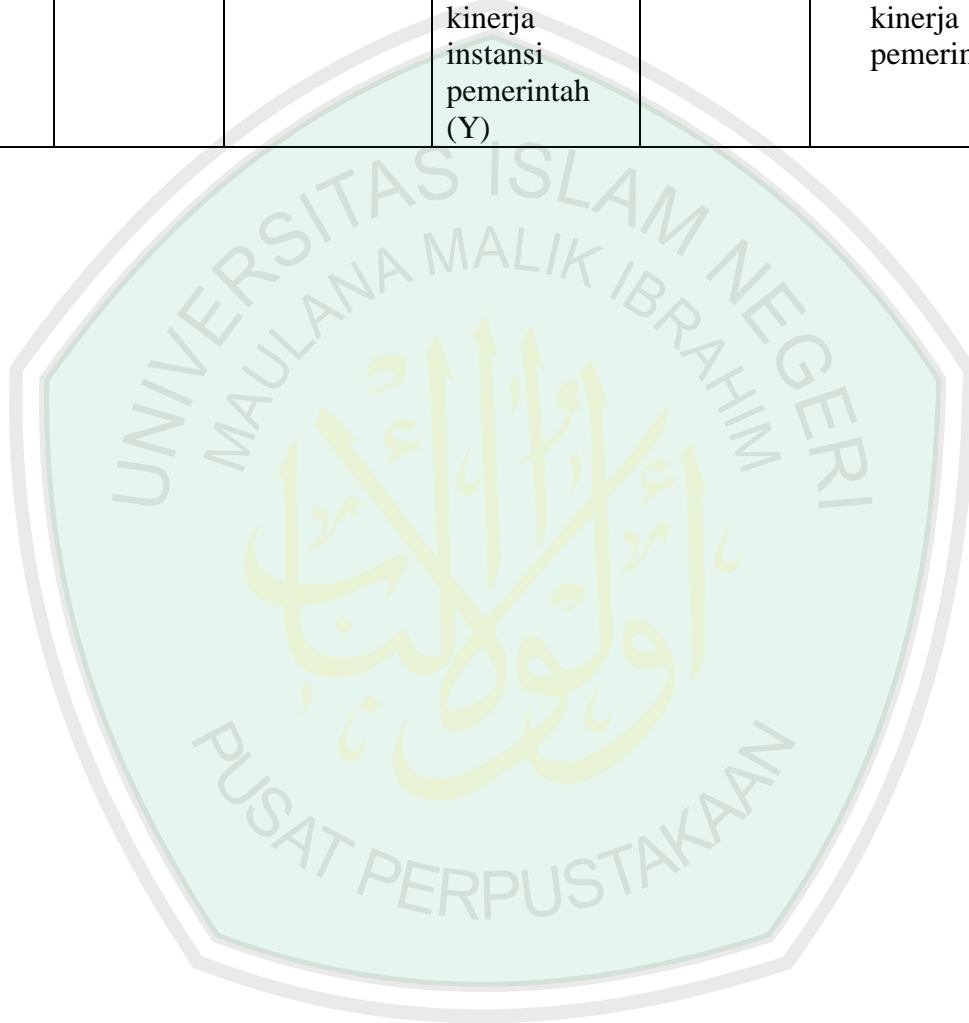 kinerja
instansi
pemerintah
(Y)
kinerja
UNIVERSITAS ISLAM NEGERI
MAULANA MALIK IBRAHIM
PUSAT PERPUSTAKAAN